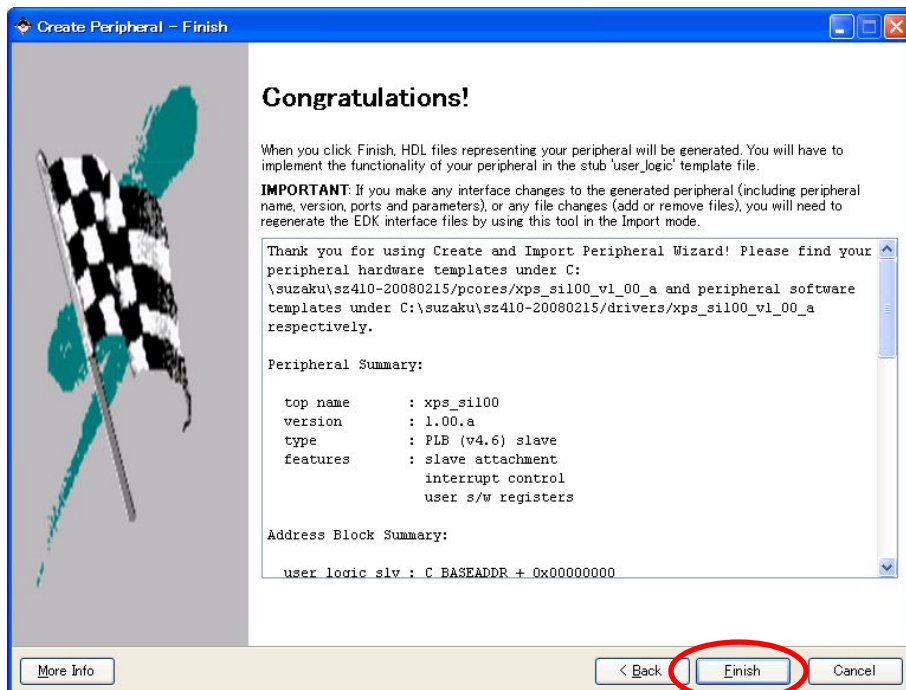 Create Peripheral - Finish
Congratulations!
When you click Finish, HDL files representing your peripheral will be generated. You will have to
implement the functionality of your peripheral in the stub 'user_logic' template file.
IMPORTANT: If you make any interface changes to the generated peripheral (including peripheral
name, version, ports and parameters), or any file changes (add or remove files), you will need to
regenerate the EDK interface files by using this tool in the Import mode.
Thank you for using Create and Import Peripheral Wizard! Please find your
peripheral hardware templates under C:
\suzaku\sz410-20080215/pcores/xps_sil00_v1_00_a and peripheral software
templates under C:\suzaku\sz410-20080215/drivers/xps_sil00_v1_00_a
respectively.
Peripheral Summary:
top name : xps_sil00
version : 1.00.a
type : PLB (v4.6) slave
features : slave attachment
interrupt control
user s/w registers
Address Block Summary:
user logic slv : C_BASEADDR + 0x00000000
More Info
< Back
Finish
Cancel